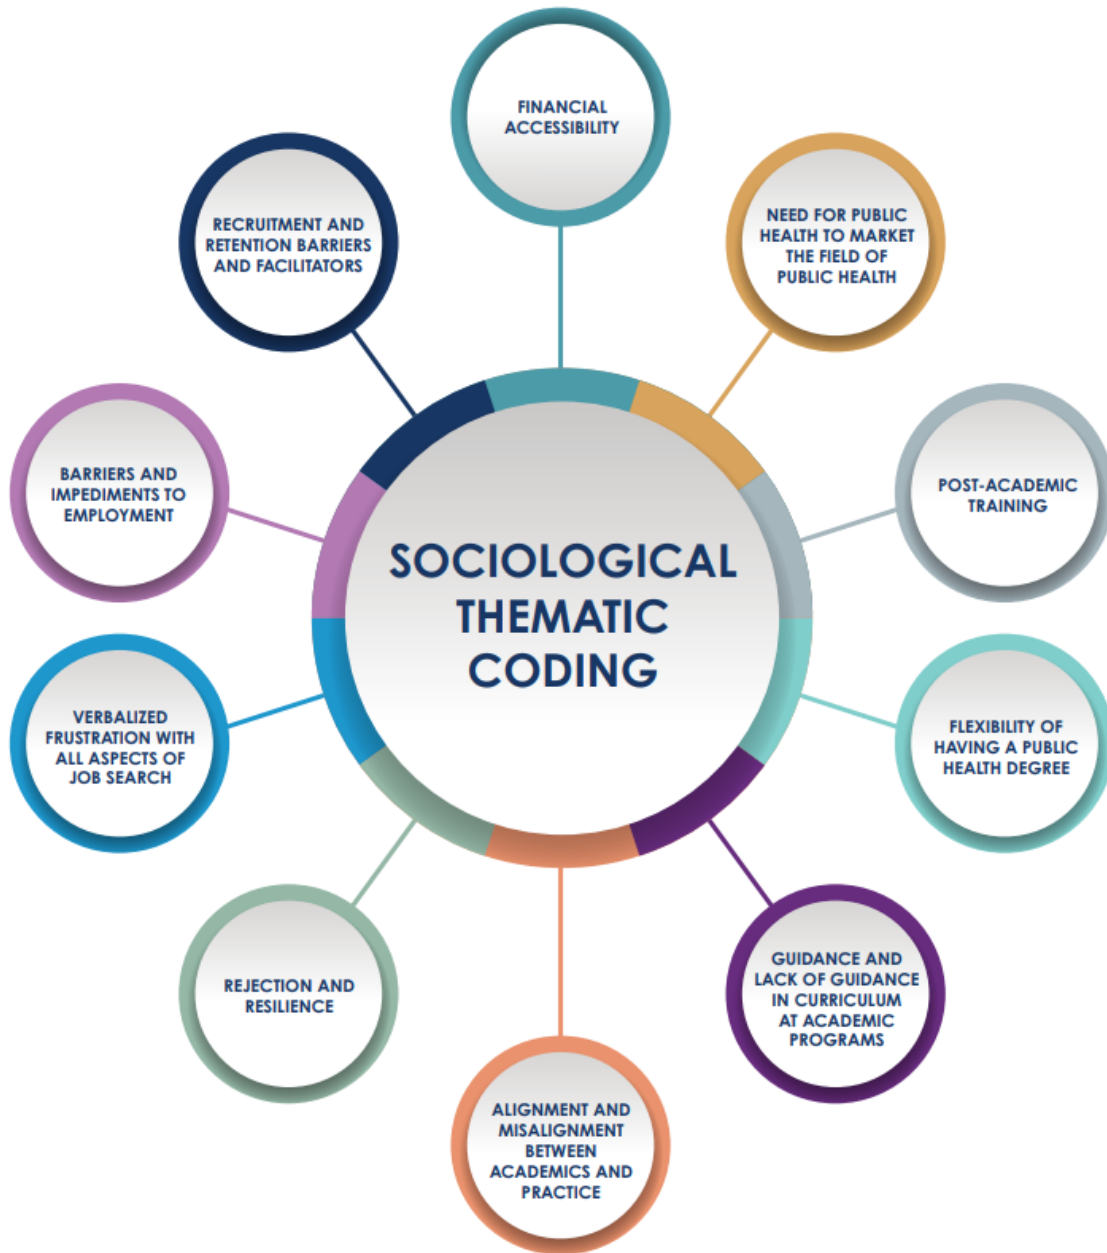 FINANCIAL
ACCESSIBILITY
NEED FOR PUBLIC
HEALTH TO MARKET
THE FIELD OF
PUBLIC HEALTH
POST-ACADEMIC
TRAINING
FLEXIBILITY OF
HAVING A PUBLIC
HEALTH DEGREE
GUIDANCE AND
LACK OF GUIDANCE
IN CURRICULUM
AT ACADEMIC
PROGRAMS
ALIGNMENT AND
MISALIGNMENT
BETWEEN
ACADEMICS AND
PRACTICE
REJECTION AND
RESILIENCE
VERBALIZED
FRUSTRATION WITH
ALL ASPECTS OF
JOB SEARCH
BARRIERS AND
IMPEDIMENTS TO
EMPLOYMENT
RECRUITMENT AND
RETENTION BARRIERS
AND FACILITATORS
SOCIOLOGICAL
THEMATIC
CODING